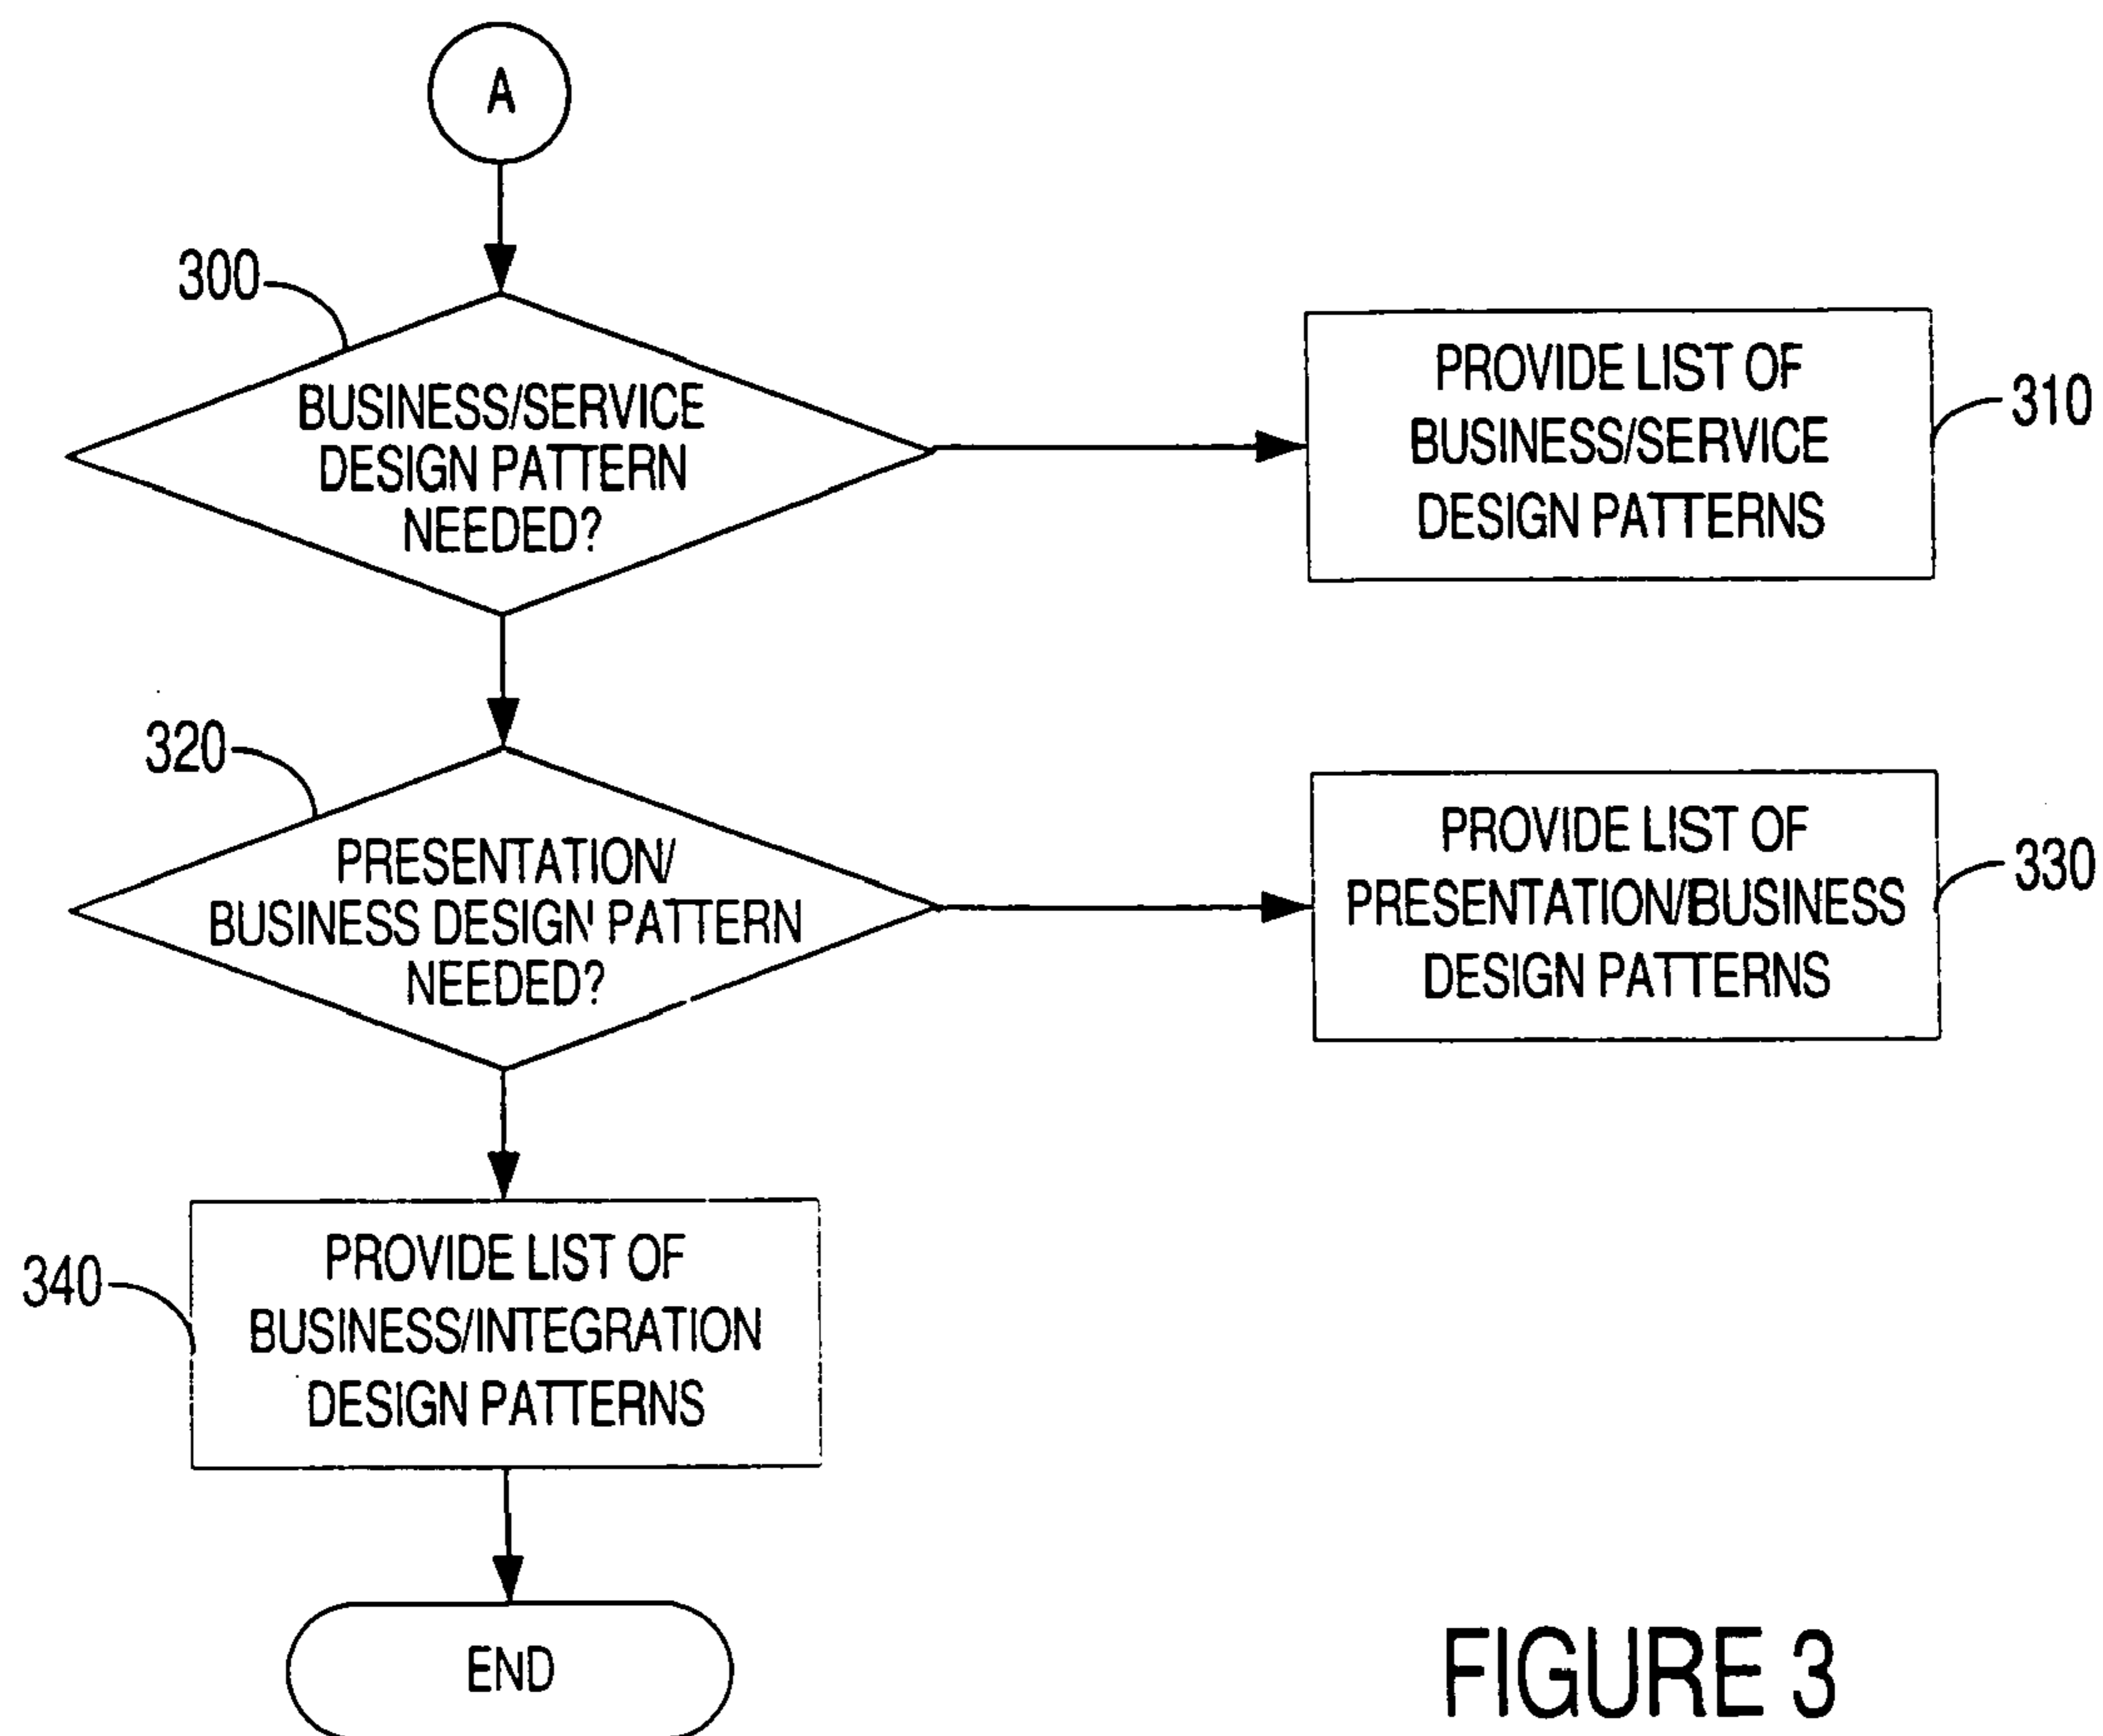 A
300
BUSINESS/SERVICE
DESIGN PATTERN
NEEDED?
PROVIDE LIST OF
BUSINESS/SERVICE
DESIGN PATTERNS
310
320
PRESENTATION/
BUSINESS DESIGN PATTERN
NEEDED?
PROVIDE LIST OF
PRESENTATION/BUSINESS
DESIGN PATTERNS
330
340
PROVIDE LIST OF
BUSINESS/INTEGRATION
DESIGN PATTERNS
END
FIGURE 3